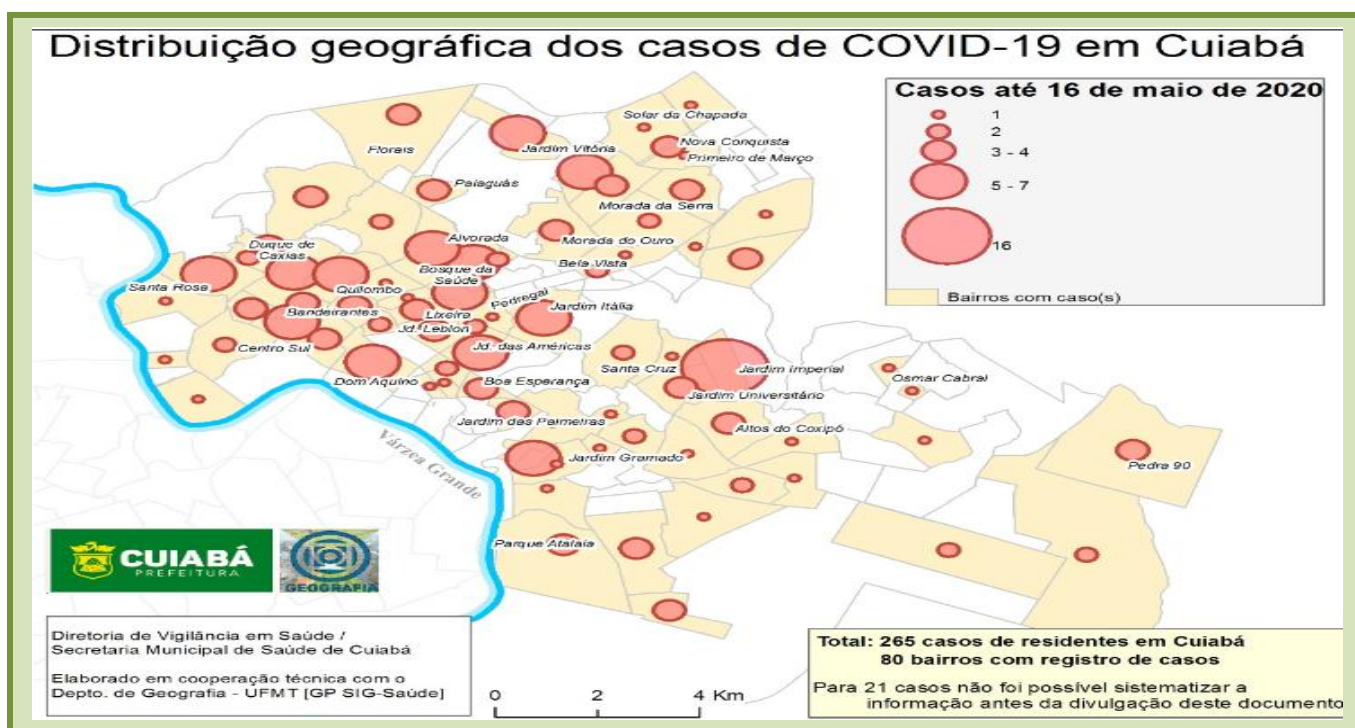 Distribuição geográfica dos casos de COVID-19 em Cuiabá
Casos até 16 de maio de 2020
1
2
3 - 4
5 - 7
16
Bairros com caso(s)
Sofar da Chapada
Florais
Jardim Vitória
Nova Conquista
Primeiro de Março
Paiaguás
Morada da Serra
Duque de
Caxias
Alvorada
Morada do Ouro
Bosque da
Saúde
Bela Vista
Santa Rosa
Quilombo
Pedregal
Jardim Itália
Bandeirantes
Lixeira
Jd. Leblon
Centro Sul
Jd. das Américas
Santa Cruz
Jardim Imperial
Osmar Cabral
Dom Aquino
Boa Esperança
Jardim Universitário
Jardim das Palmeiras
Altos do Coxipó
Várzea Grande
Jardim Gramado
Pedra 90
Parque Atalaia
CUIABÁ
PREFEITURA
GEOGRAFIA
Diretoria de Vigilância em Saúde /
Secretaria Municipal de Saúde de Cuiabá
Elaborado em cooperação técnica com o
Depto. de Geografia - UFMT [GP SIG-Saúde]
0 2 4 Km
Total: 265 casos de residentes em Cuiabá
80 bairros com registro de casos
Para 21 casos não foi possível sistematizar a
informação antes da divulgação deste documento